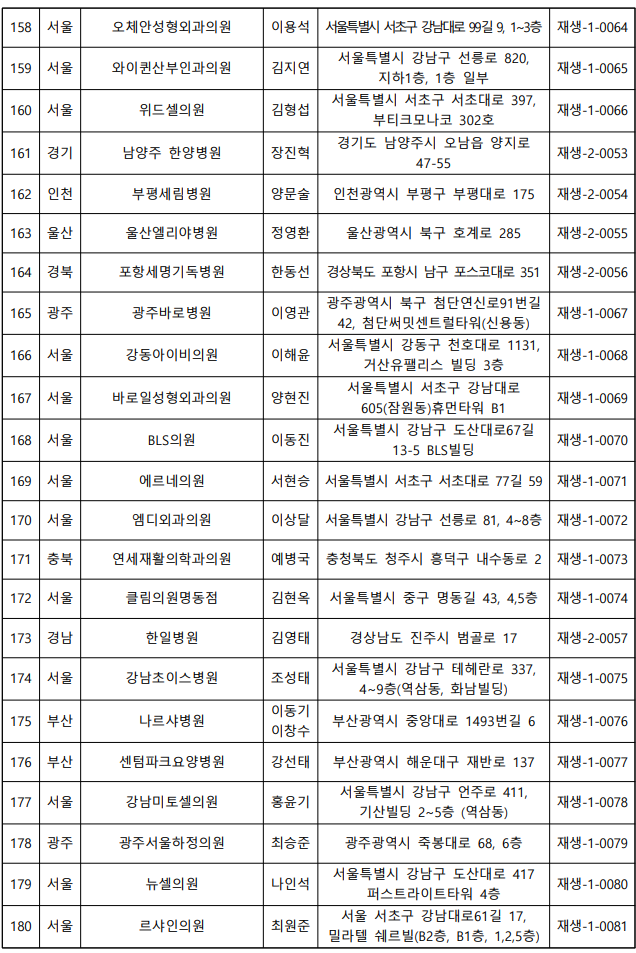 158 서울 오체안성형외과의원 이용석 서울특별시 서초구 강남대로 99길 9, 1~3층 재생-1-0064
159 서울 와이퀸산부인과의원 김지연 서울특별시 강남구 선릉로 820,
지하1층, 1층 일부 재생-1-0065
160 서울 위드셀의원 김형섭 서울특별시 서초구 서초대로 397,
부티크모나코 302호 재생-1-0066
161 경기 남양주 한양병원 장진혁 경기도 남양주시 오남읍 양지로
47-55 재생-2-0053
162 인천 부평세림병원 양문술 인천광역시 부평구 부평대로 175 재생-2-0054
163 울산 울산엘리야병원 정영환 울산광역시 북구 호계로 285 재생-2-0055
164 경북 포항세명기독병원 한동선 경상북도 포항시 남구 포스코대로 351 재생-2-0056
165 광주 광주바로병원 이영관 광주광역시 북구 첨단연신로91번길
42, 첨단써밋센트럴타워(신용동) 재생-1-0067
166 서울 강동아이비의원 이해윤 서울특별시 강동구 천호대로 1131,
거산유팰리스 빌딩 3층 재생-1-0068
167 서울 바로일성형외과의원 양현진 서울특별시 서초구 강남대로
605(잠원동)휴먼타워 B1 재생-1-0069
168 서울 BLS의원 이동진 서울특별시 강남구 도산대로67길
13-5 BLS빌딩 재생-1-0070
169 서울 에르네의원 서현승 서울특별시 서초구 서초대로 77길 59 재생-1-0071
170 서울 엠디외과의원 이상달 서울특별시 강남구 선릉로 81, 4~8층 재생-1-0072
171 충북 연세재활의학과의원 예병국 충청북도 청주시 흥덕구 내수동로 2 재생-1-0073
172 서울 클림의원명동점 김현옥 서울특별시 중구 명동길 43, 4,5층 재생-1-0074
173 경남 한일병원 김영태 경상남도 진주시 범골로 17 재생-2-0057
174 서울 강남초이스병원 조성태 서울특별시 강남구 테헤란로 337,
4~9층(역삼동, 화남빌딩) 재생-1-0075
175 부산 나르샤병원 이동기
이창수 부산광역시 중앙대로 1493번길 6 재생-1-0076
176 부산 센텀파크요양병원 강선태 부산광역시 해운대구 재반로 137 재생-1-0077
177 서울 강남미토셀의원 홍윤기 서울특별시 강남구 언주로 411,
기산빌딩 2~5층 (역삼동) 재생-1-0078
178 광주 광주서울하정의원 최승준 광주광역시 죽봉대로 68, 6층 재생-1-0079
179 서울 뉴셀의원 나인석 서울특별시 강남구 도산대로 417
퍼스트라이트타워 4층 재생-1-0080
180 서울 르샤인의원 최원준 서울 서초구 강남대로61길 17,
밀라텔 쉐르빌(B2층, B1층, 1,2,5층) 재생-1-0081